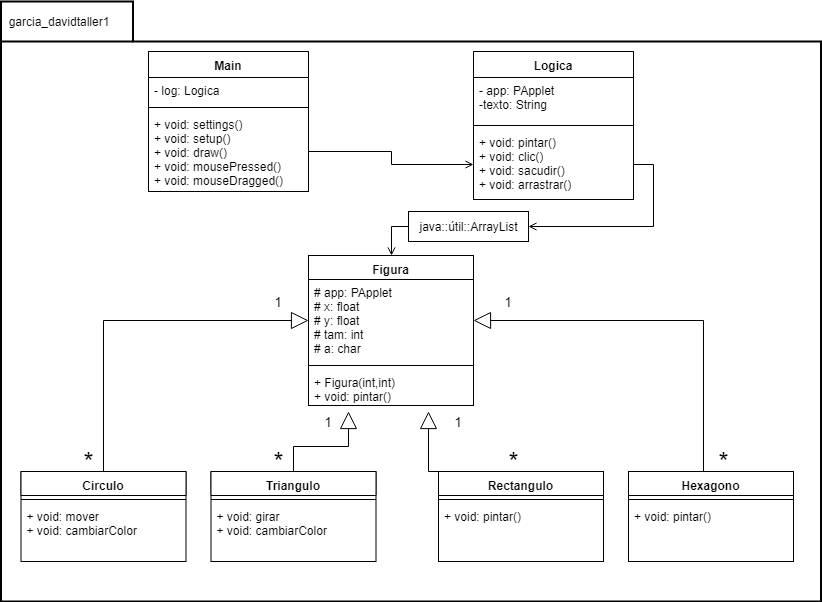 garcia_davidtaller1
Main
- log: Logica
+ void: settings()
+ void: setup()
+ void: draw()
+ void: mousePressed()
+ void: mouseDragged()
Logica
- app: PApplet
-texto: String
+ void: pintar()
+ void: clic()
+ void: sacudir()
+ void: arrastrar()
java::útil::ArrayList
Figura
# app: PApplet
# x: float
# y: float
# tam: int
# a: char
+ Figura(int,int)
+ void: pintar()
1
1
1
1
*
*
*
*
Circulo
+ void: mover
+ void: cambiarColor
Triangulo
+ void: girar
+ void: cambiarColor
Rectangulo
+ void: pintar()
Hexagono
+ void: pintar()